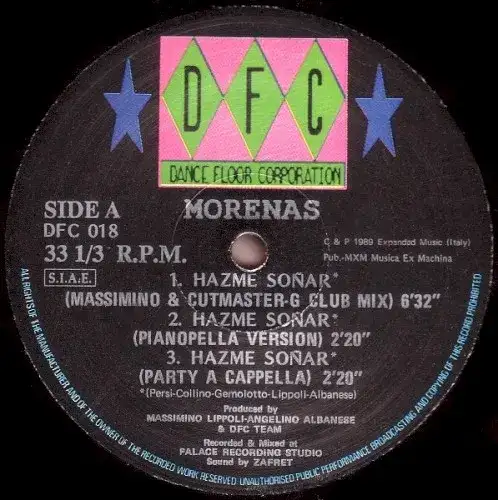 D F C
DANCE FLOOR CORPORATION
SIDE A
MORENAS
DFC 018
33 1/3 R.P.M.
C & P 1989 Expanded Music (Italy)
Pub.-MXM Musica Ex Machina
S.I.A.E.
1. HAZME SOÑAR*
(MASSIMINO & CUTMASTER-G CLUB MIX) 6'32"
2. HAZME SOÑAR*
(PIANOPELLA VERSION) 2'20"
3. HAZME SOÑAR*
(PARTY A CAPPELLA) 2'20"
*(Persi-Collino-Gemolotto-Lippoli-Albanese)
Produced by
MASSIMO LIPPOLI-ANGELINO ALBANESE
& DFC TEAM
Recorded & Mixed at
PALACE RECORDING STUDIO
Sound by ZAFRET
ALL RIGHTS OF THE MANUFACTURER AND OF THE OWNER OF THE RECORDED WORK RESERVED UNAUTHORISED PUBLIC PERFORMANCE BROADCASTING AND COPYING OF THIS RECORD PROHIBITED